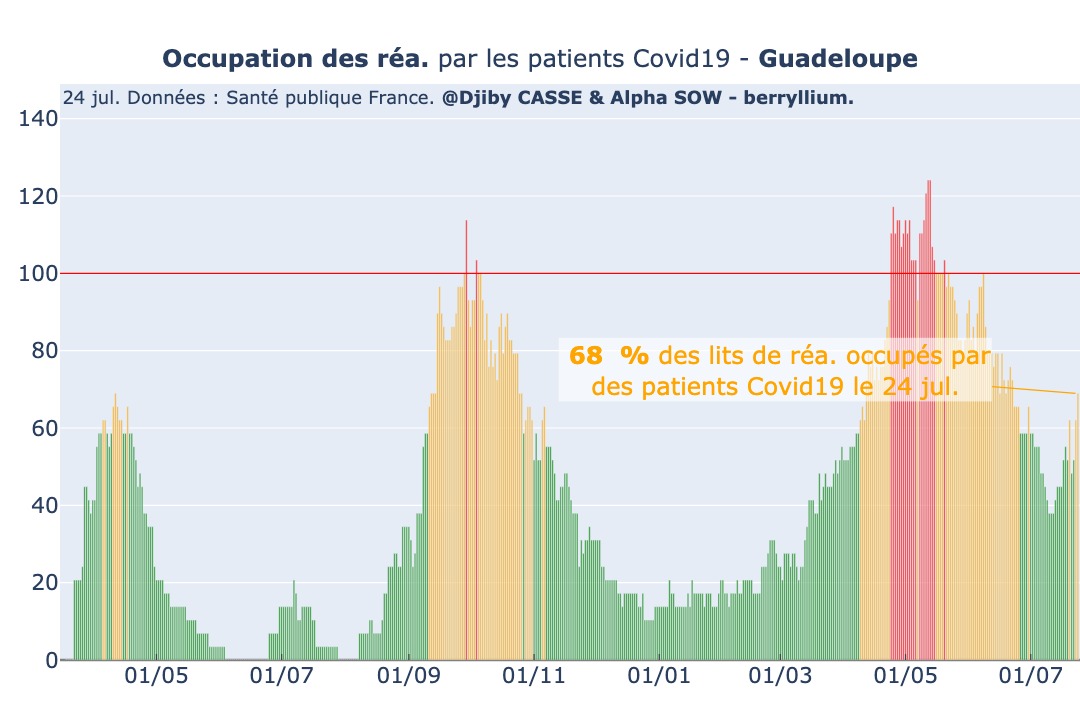 Occupation des réa. par les patients Covid19 - Guadeloupe
24 jul. Données : Santé publique France. @Djiby CASSE & Alpha SOW - berryllium.
140
120
100
80
60
40
20
0
68 % des lits de réa. occupés par
des patients Covid19 le 24 jul.
01/05 01/07 01/09 01/11 01/01 01/03 01/05 01/07